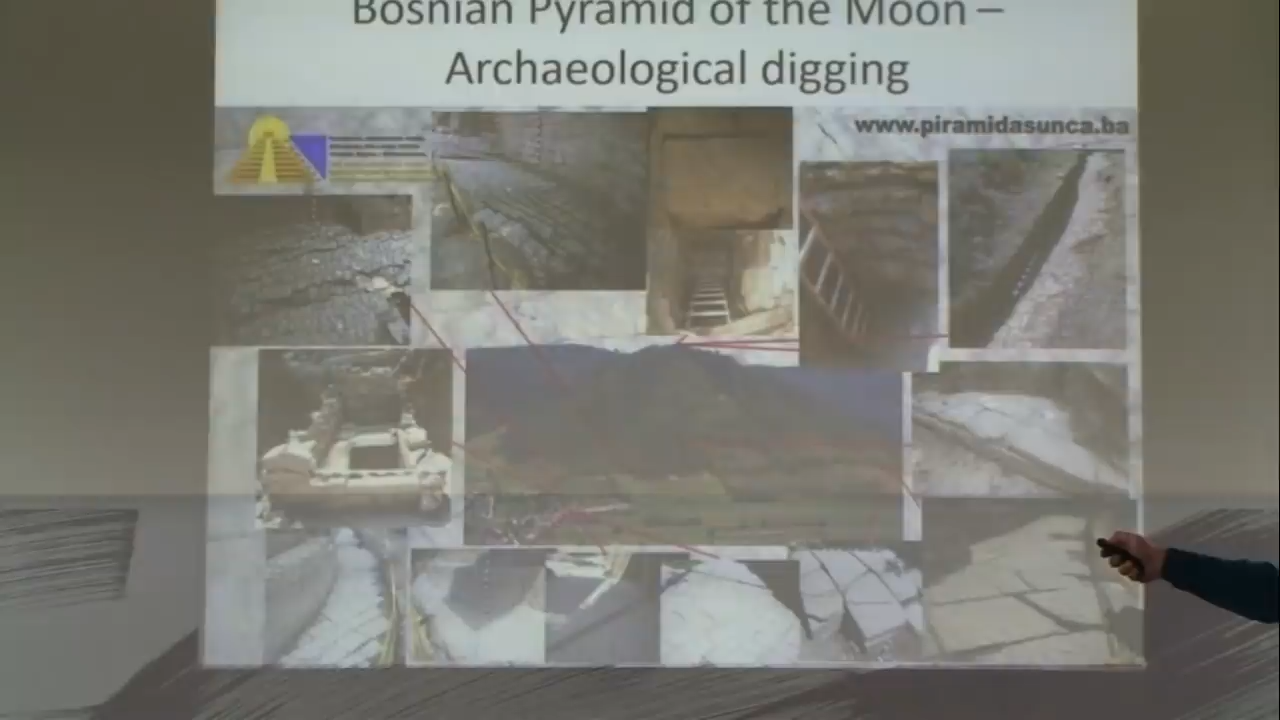 Bosnian Pyramid of the Moon –
Archaeological digging
www.piramidasunca.ba